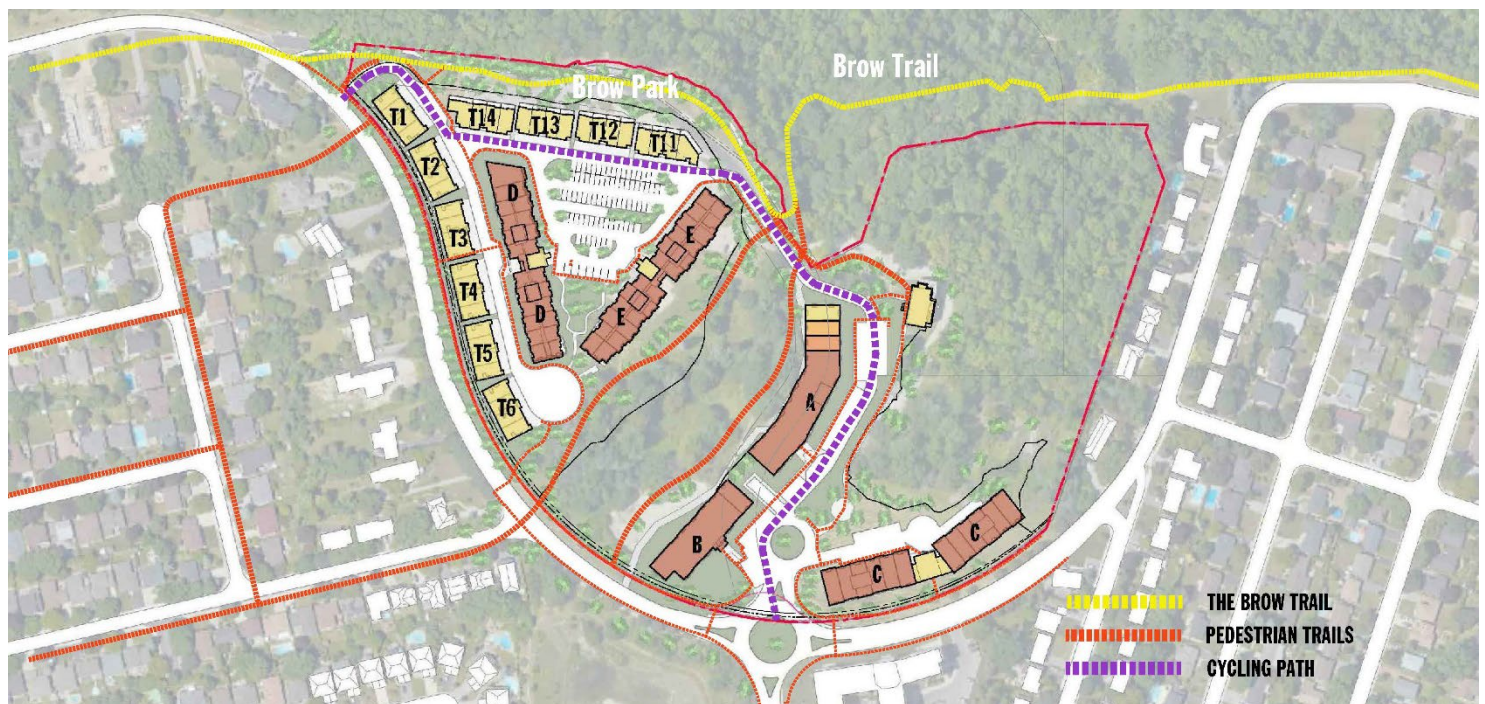 Brow Trail
Brow Park
T1
T14
T13
T12
T11
T2
D
T3
E
T4
D
E
T5
T6
A
B
C
C
THE BROW TRAIL
PEDESTRIAN TRAILS
CYCLING PATH